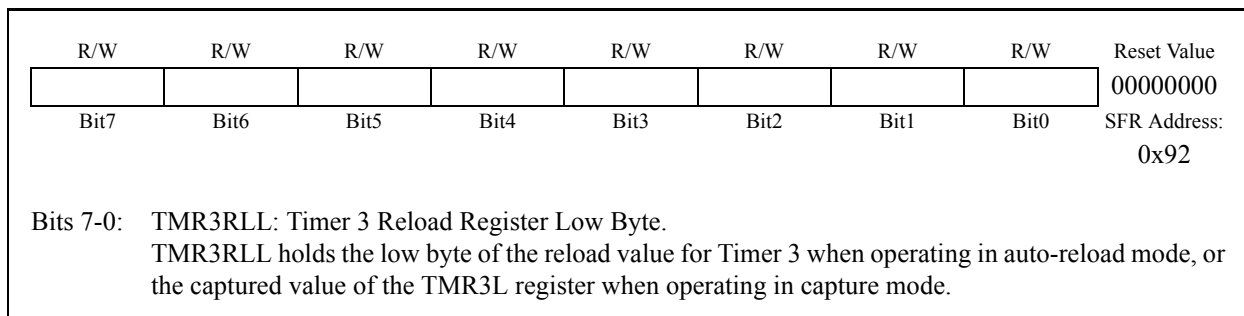 R/W R/W R/W R/W R/W R/W R/W R/W Reset Value
00000000
Bit7 Bit6 Bit5 Bit4 Bit3 Bit2 Bit1 Bit0 SFR Address:
0x92
Bits 7-0: TMR3RLL: Timer 3 Reload Register Low Byte.
TMR3RLL holds the low byte of the reload value for Timer 3 when operating in auto-reload mode, or
the captured value of the TMR3L register when operating in capture mode.